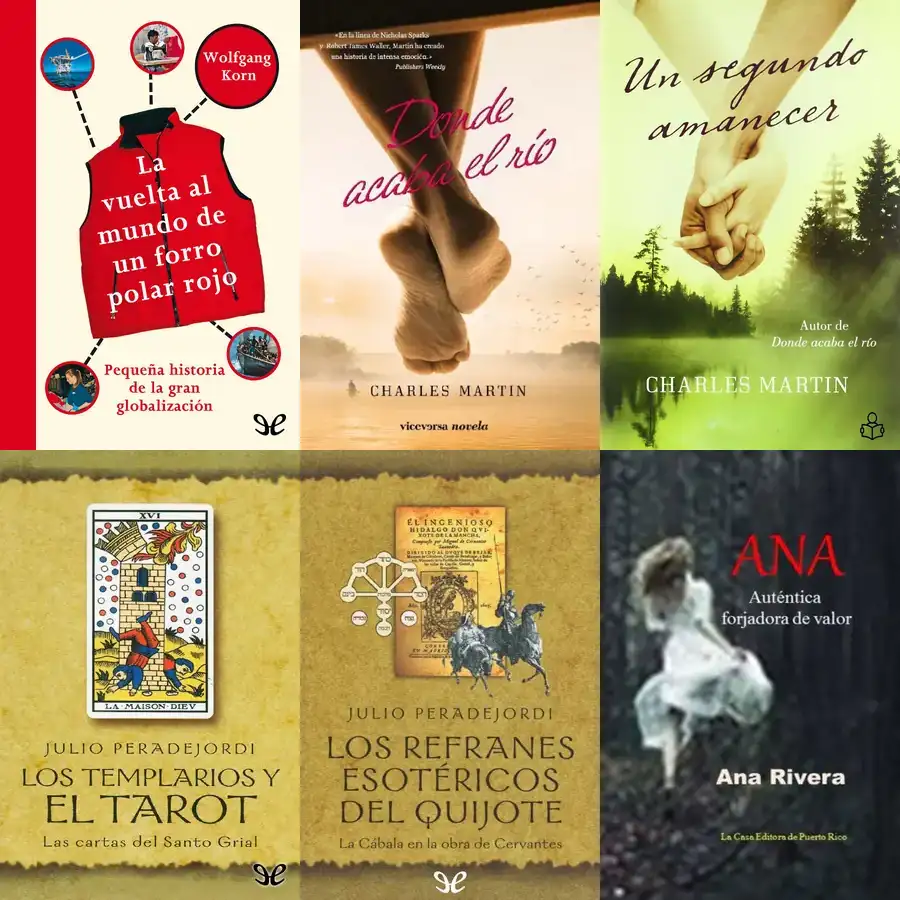 Wolfgang
Korn
La
vuelta al
mundo de
un forro
polar rojo
Pequeña historia
de la gran
globalización
«En la línea de Nicholas Sparks
y Robert James Waller, Martin ha creado
una historia de intensa emoción.»
Publishers Weekly
Donde
acaba el río
CHARLES MARTIN
viceversa novela
Un segundo
amanecer
Autor de
Donde acaba el río
CHARLES MARTIN
XVI
LA·MAISON·DIEV
JULIO PERADEJORDI
LOS TEMPLARIOS Y
EL TAROT
Las cartas del Santo Grial
EL INGENIOSO
HIDALGO DON QVI-
XOTE DE LA MANCHA,
JULIO PERADEJORDI
LOS REFRANES
ESOTÉRICOS
DEL QUIJOTE
La Cábala en la obra de Cervantes
ANA
Auténtica
forjadora de valor
Ana Rivera
La Casa Editora de Puerto Rico